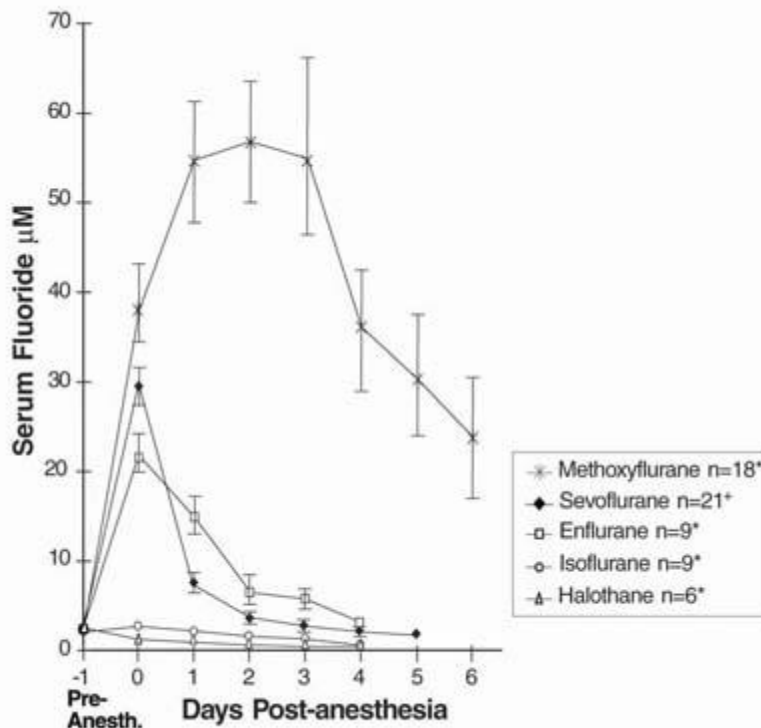 70
60
50
40
30
20
10
0
Serum Fluoride μM
-1 0 1 2 3 4 5 6
Pre-
Anesth.
Days Post-anesthesia
Methoxyflurane n=18*
Sevoflurane n=21+
Enflurane n=9*
Isoflurane n=9*
Halothane n=6*